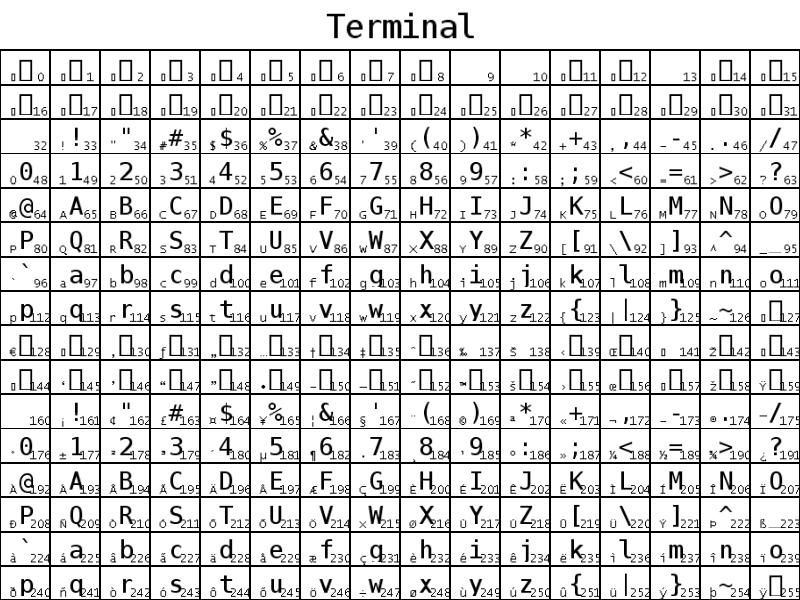 Terminal
0 1 2 3 4 5 6 7 8 9 10 11 12 13 14 15
16 17 18 19 20 21 22 23 24 25 26 27 28 29 30 31
32 ! ! 33 " " 34 # # 35 $ $ 36 % % 37 & & 38 ' ' 39 ( ( 40 ) ) 41 * * 42 + + 43 , , 44 - - 45 . . 46 / / 47
0 0 48 1 1 49 2 2 50 3 3 51 4 4 52 5 5 53 6 6 54 7 7 55 8 8 56 9 9 57 : : 58 ; ; 59 < < 60 = = 61 > > 62 ? ? 63
@ @ 64 A A 65 B B 66 C C 67 D D 68 E E 69 F F 70 G G 71 H H 72 I I 73 J J 74 K K 75 L L 76 M M 77 N N 78 O O 79
P P 80 Q Q 81 R R 82 S S 83 T T 84 U U 85 V V 86 W W 87 X X 88 Y Y 89 Z Z 90 [ [ 91 \ \ 92 ] ] 93 ^ ^ 94 _ _ 95
` ` 96 a a 97 b b 98 c c 99 d d 100 e e 101 f f 102 g g 103 h h 104 i i 105 j j 106 k k 107 l l 108 m m 109 n n 110 o o 111
p p 112 q q 113 r r 114 s s 115 t t 116 u u 117 v v 118 w w 119 x x 120 y y 121 z z 122 { { 123 | | 124 } } 125 ~ ~ 126 127
€ 128 129 ‚ 130 ƒ 131 „ 132 … 133 † 134 ‡ 135 ˆ 136 ‰ 137 Š 138 ‹ 139 Œ 140 141 Ž 142 143
144 ‘ 145 ’ 146 “ 147 ” 148 • 149 – 150 — 151 ˜ 152 ™ 153 š 154 › 155 œ 156 157 ž 158 Ÿ 159
160 ¡ ! 161 ¢ " 162 £ # 163 ¤ $ 164 ¥ % 165 ¦ & 166 § ' 167 ¨ ( 168 © ) 169 ª * 170 « + 171 ¬ , 172 - 173 ® . 174 ¯ / 175
° 0 176 ± 1 177 ² 2 178 ³ 3 179 ´ 4 180 µ 5 181 ¶ 6 182 · 7 183 ¸ 8 184 ¹ 9 185 º : 186 » ; 187 ¼ < 188 ½ = 189 ¾ > 190 ¿ ? 191
À @ 192 Á A 193 Â B 194 Ã C 195 Ä D 196 Å E 197 Æ F 198 Ç G 199 È H 200 É I 201 Ê J 202 Ë K 203 Ì L 204 Í M 205 Î N 206 Ï O 207
Ð P 208 Ñ Q 209 Ò R 210 Ó S 211 Ô T 212 Õ U 213 Ö V 214 × W 215 Ø X 216 Ù Y 217 Ú Z 218 Û [ 219 Ü \ 220 Ý ] 221 Þ ^ 222 ß _ 223
à ` 224 á a 225 â b 226 ã c 227 ä d 228 å e 229 æ f 230 ç g 231 è h 232 é i 233 ê j 234 ë k 235 ì l 236 í m 237 î n 238 ï o 239
ð p 240 ñ q 241 ò r 242 ó s 243 ô t 244 õ u 245 ö v 246 ÷ w 247 ø x 248 ù y 249 ú z 250 û { 251 ü | 252 ý } 253 þ ~ 254 ÿ 255